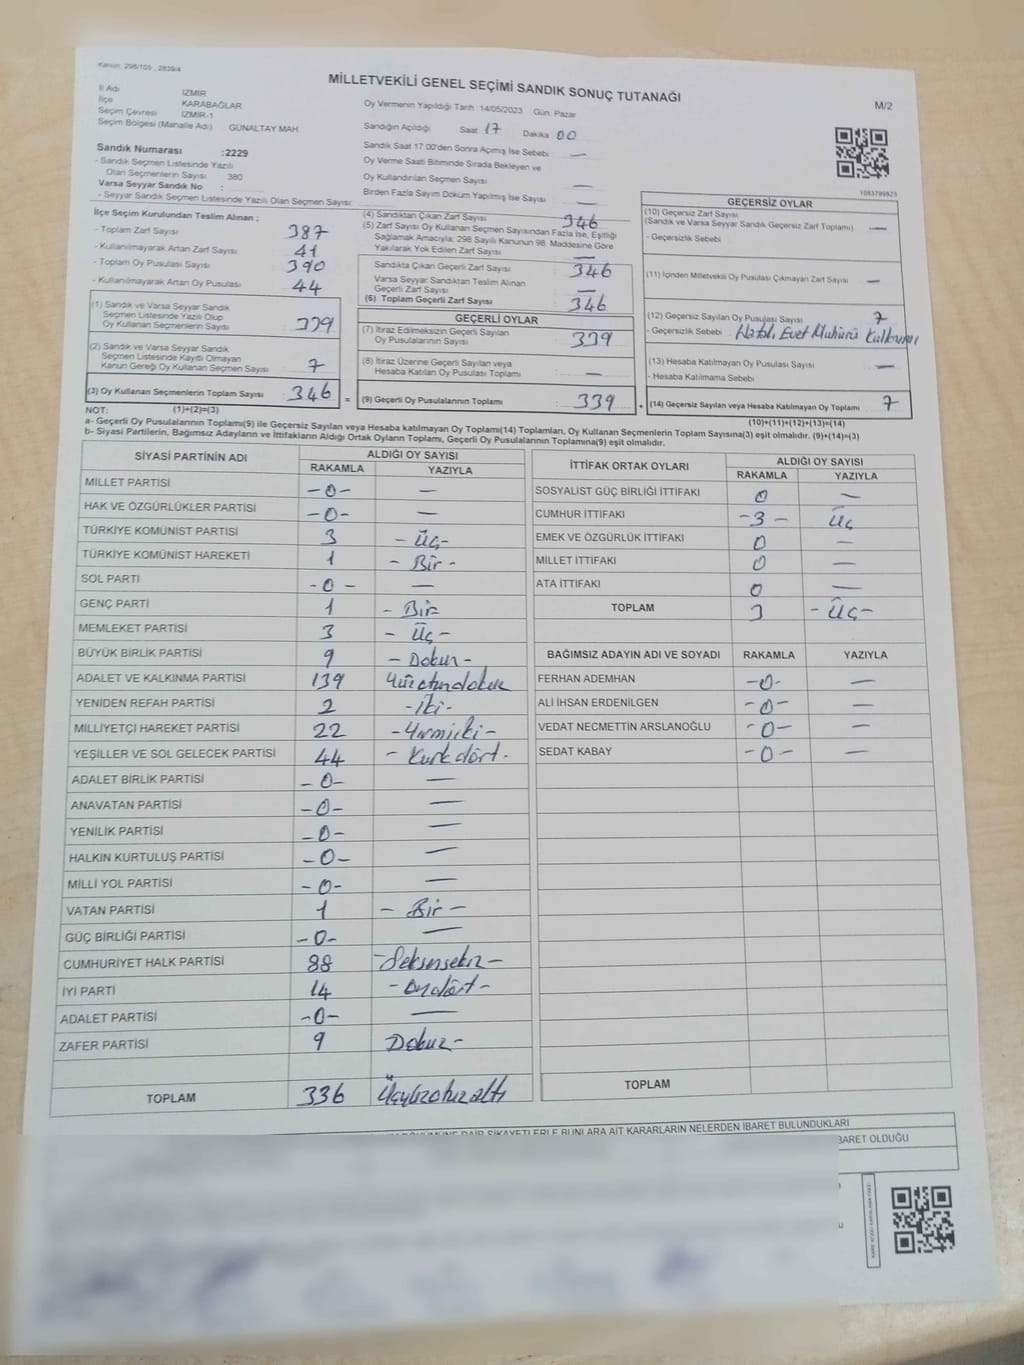 Kanun, 298/105 , 2839/4
MİLLETVEKİLİ GENEL SEÇİMİ SANDIK SONUÇ TUTANAĞI
M/2
İl Adı İZMİR
İlçe KARABAĞLAR
Seçim Çevresi İZMİR-1
Seçim Bölgesi (Mahalle Adı) GÜNALTAY MAH
Sandık Numarası :2229
- Sandık Seçmen Listesinde Yazılı
Olan Seçmenlerin Sayısı 380
Varsa Seyyar Sandık No :
- Seyyar Sandık Seçmen Listesinde Yazılı Olan Seçmen Sayısı:
Oy Vermenin Yapıldığı Tarih 14/05/2023 Gün: Pazar
Sandığın Açıldığı Saat 17 Dakika 00
Sandık Saat 17 00'den Sonra Açımış İse Sebebi —
Oy Verme Saati Bitiminde Sırada Bekleyen ve
Oy Kullandırılan Seçmen Sayısı —
Birden Fazla Sayım Döküm Yapılmış İse Sayısı —
1083799823
İlçe Seçim Kurulundan Teslim Alınan ;
- Toplam Zarf Sayısı 387
- Kullanılmayarak Artan Zarf Sayısı 41
- Toplam Oy Pusulası Sayısı 390
- Kullanılmayarak Artan Oy Pusulası 44
(1) Sandık ve Varsa Seyyar Sandık
Seçmen Listesinde Yazılı Olup
Oy Kullanan Seçmenlerin Sayısı 339
(2) Sandık ve Varsa Seyyar Sandık
Seçmen Listesinde Kayıtlı Olmayan
Kanun Gereği Oy Kullanan Seçmen Sayısı 7
(3) Oy Kullanan Seçmenlerin Toplam Sayısı 346 =
(4) Sandıktan Çıkan Zarf Sayısı 346
(5) Zarf Sayısı Oy Kullanan Seçmen Sayısından Fazla İse, Eşitliği
Sağlamak Amacıyla, 298 Sayılı Kanunun 98. Maddesine Göre
Yakılarak Yok Edilen Zarf Sayısı —
Sandıkta Çıkan Geçerli Zarf Sayısı 346
Varsa Seyyar Sandıktan Teslim Alınan
Geçerli Zarf Sayısı —
(6) Toplam Geçerli Zarf Sayısı 346
GEÇERLİ OYLAR
(7) İtiraz Edilmeksizin Geçerli Sayılan
Oy Pusulalarının Sayısı 339
(8) İtiraz Üzerine Geçerli Sayılan veya
Hesaba Katılan Oy Pusulası Toplamı —
(9) Geçerli Oy Pusulalarının Toplamı 339 +
GEÇERSİZ OYLAR
(10) Geçersiz Zarf Sayısı
(Sandık ve Varsa Seyyar Sandık Geçersiz Zarf Toplamı) —
- Geçersizlik Sebebi
(11) İçinden Milletvekili Oy Pusulası Çıkmayan Zarf Sayısı —
(12) Geçersiz Sayılan Oy Pusulası Sayısı 7
- Geçersizlik Sebebi Hatalı Evet Mühürü
(13) Hesaba Katılmayan Oy Pusulası Sayısı —
- Hesaba Katılmama Sebebi
(14) Geçersiz Sayılan veya Hesaba Katılmayan Oy Toplamı 7
NOT: (1)+(2)=(3) (10)+(11)+(12)+(13)=(14)
a- Geçerli Oy Pusulalarının Toplamı(9) ile Geçersiz Sayılan veya Hesaba katılmayan Oy Toplamı(14) Toplamları, Oy Kullanan Seçmenlerin Toplam Sayısına(3) eşit olmalıdır. (9)+(14)=(3)
b- Siyasi Partilerin, Bağımsız Adayların ve İttifakların Aldığı Ortak Oyların Toplamı, Geçerli Oy Pusulalarının Toplamına(9) eşit olmalıdır.
SİYASİ PARTİNİN ADI ALDIĞI OY SAYISI
RAKAMLA YAZIYLA
MİLLET PARTİSİ -0- —
HAK VE ÖZGÜRLÜKLER PARTİSİ -0- —
TÜRKİYE KOMÜNİST PARTİSİ 3 - Üç-
TÜRKİYE KOMÜNİST HAREKETİ 1 - Bir -
SOL PARTİ -0- —
GENÇ PARTİ 1 - Bir
MEMLEKET PARTİSİ 3 - Üç -
BÜYÜK BİRLİK PARTİSİ 9 - Dokuz -
ADALET VE KALKINMA PARTİSİ 139
YENİDEN REFAH PARTİSİ 2 -İki-
MİLLİYETÇİ HAREKET PARTİSİ 22 -Yirmiiki-
YEŞİLLER VE SOL GELECEK PARTİSİ 44 - Kırkdört-
ADALET BİRLİK PARTİSİ -0- —
ANAVATAN PARTİSİ -0- —
YENİLİK PARTİSİ -0- —
HALKIN KURTULUŞ PARTİSİ -0- —
MİLLİ YOL PARTİSİ -0- —
VATAN PARTİSİ 1 - Bir -
GÜÇ BİRLİĞİ PARTİSİ -0- —
CUMHURİYET HALK PARTİSİ 88 -Seksensekiz-
İYİ PARTİ 14 - Ondört -
ADALET PARTİSİ -0- —
ZAFER PARTİSİ 9 Dokuz-
TOPLAM 336 Üçyüzotuzaltı
İTTİFAK ORTAK OYLARI ALDIĞI OY SAYISI
RAKAMLA YAZIYLA
SOSYALİST GÜÇ BİRLİĞİ İTTİFAKI 0 —
CUMHUR İTTİFAKI -3- Üç
EMEK VE ÖZGÜRLÜK İTTİFAKI 0 —
MİLLET İTTİFAKI 0 —
ATA İTTİFAKI 0 —
TOPLAM 3 - Üç-
BAĞIMSIZ ADAYIN ADI VE SOYADI RAKAMLA YAZIYLA
FERHAN ADEMHAN -0- —
ALİ İHSAN ERDENİLGEN -0- —
VEDAT NECMETTİN ARSLANOĞLU -0- —
SEDAT KABAY -0- —
TOPLAM
ŞİKAYETLERLE BUNLARA AİT KARARLARIN NELERDEN İBARET BULUNDUKLARI
BARET OLDUĞU